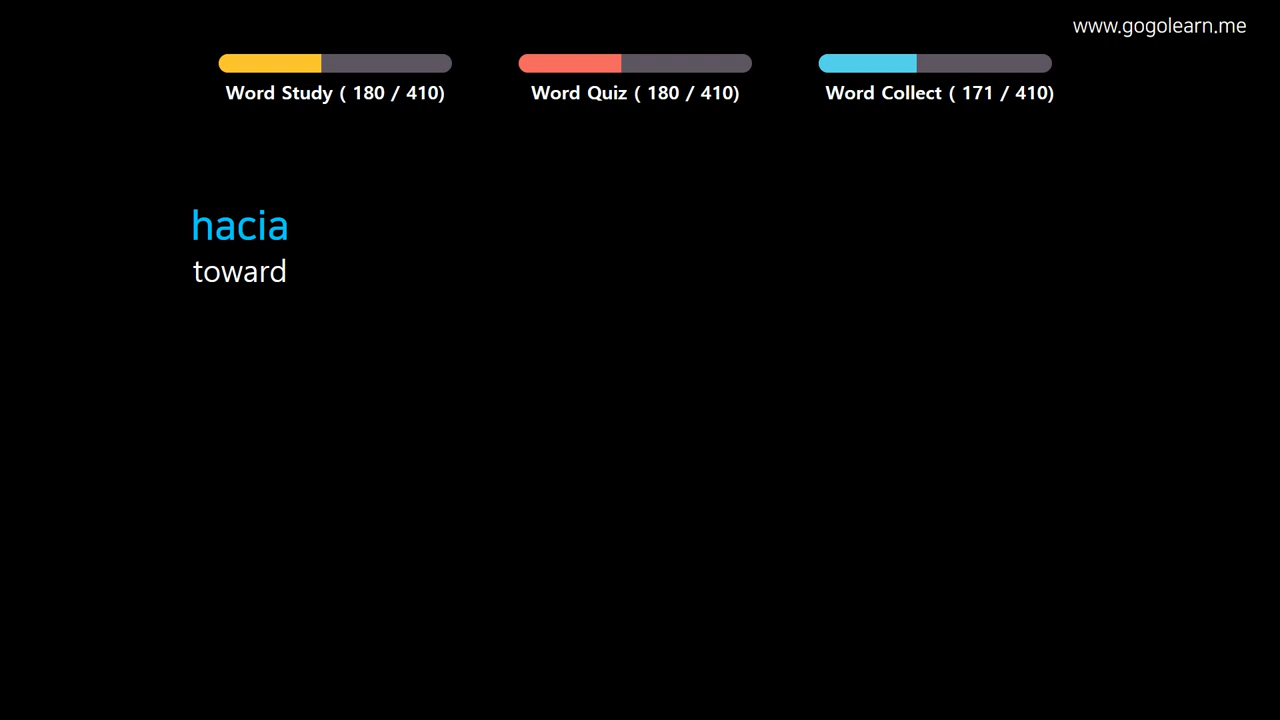 www.gogolearn.me
Word Study ( 180 / 410)
Word Quiz ( 180 / 410)
Word Collect ( 171 / 410)
hacia
toward